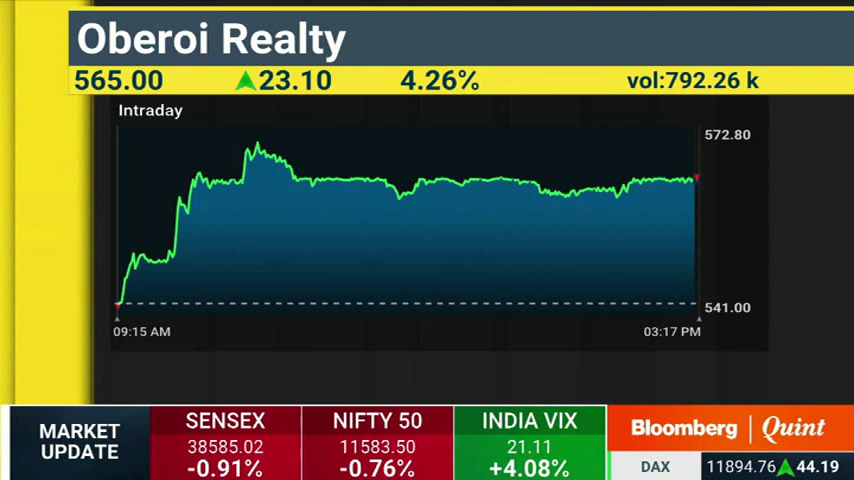 Oberoi Realty
565.00 ▲23.10 4.26% vol:792.26 k
Intraday
572.80
541.00
09:15 AM 03:17 PM
MARKET
UPDATE
SENSEX
38585.02
-0.91%
NIFTY 50
11583.50
-0.76%
INDIA VIX
21.11
+4.08%
Bloomberg | Quint
DAX 11894.76 ▲44.19